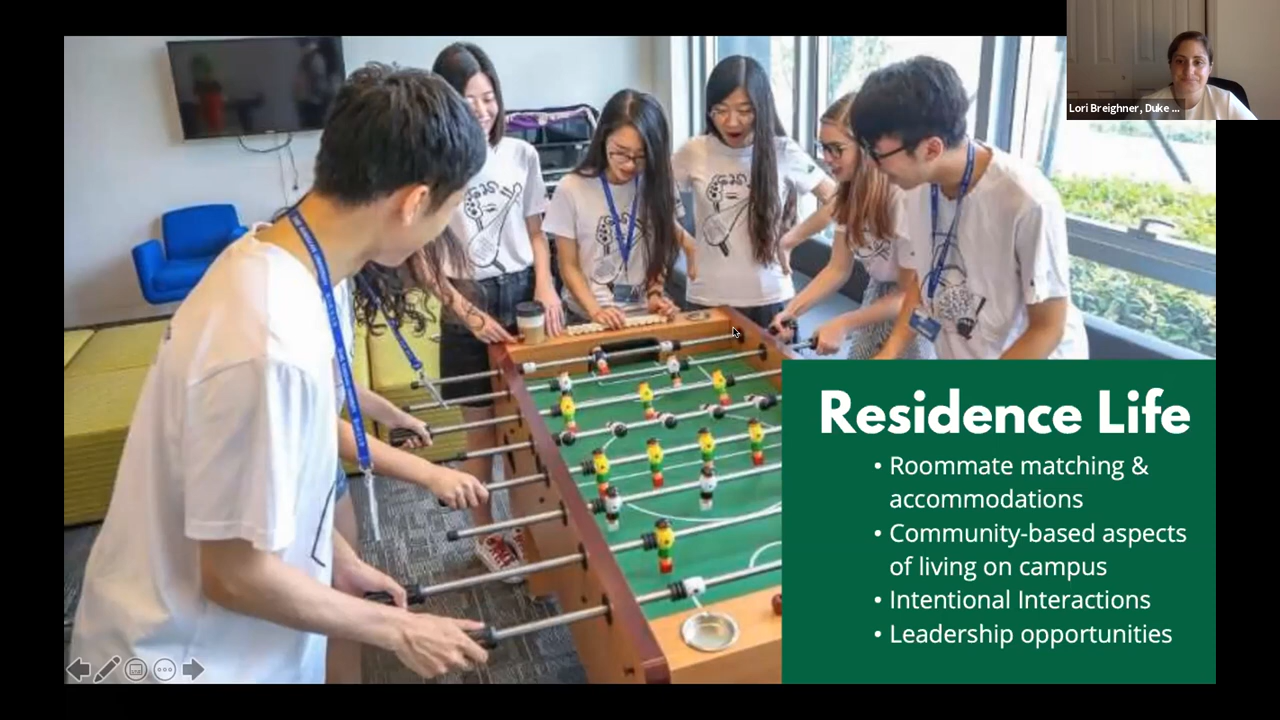 Lori Breighner, Duke ...
Residence Life
• Roommate matching &
accommodations
• Community-based aspects
of living on campus
• Intentional Interactions
• Leadership opportunities